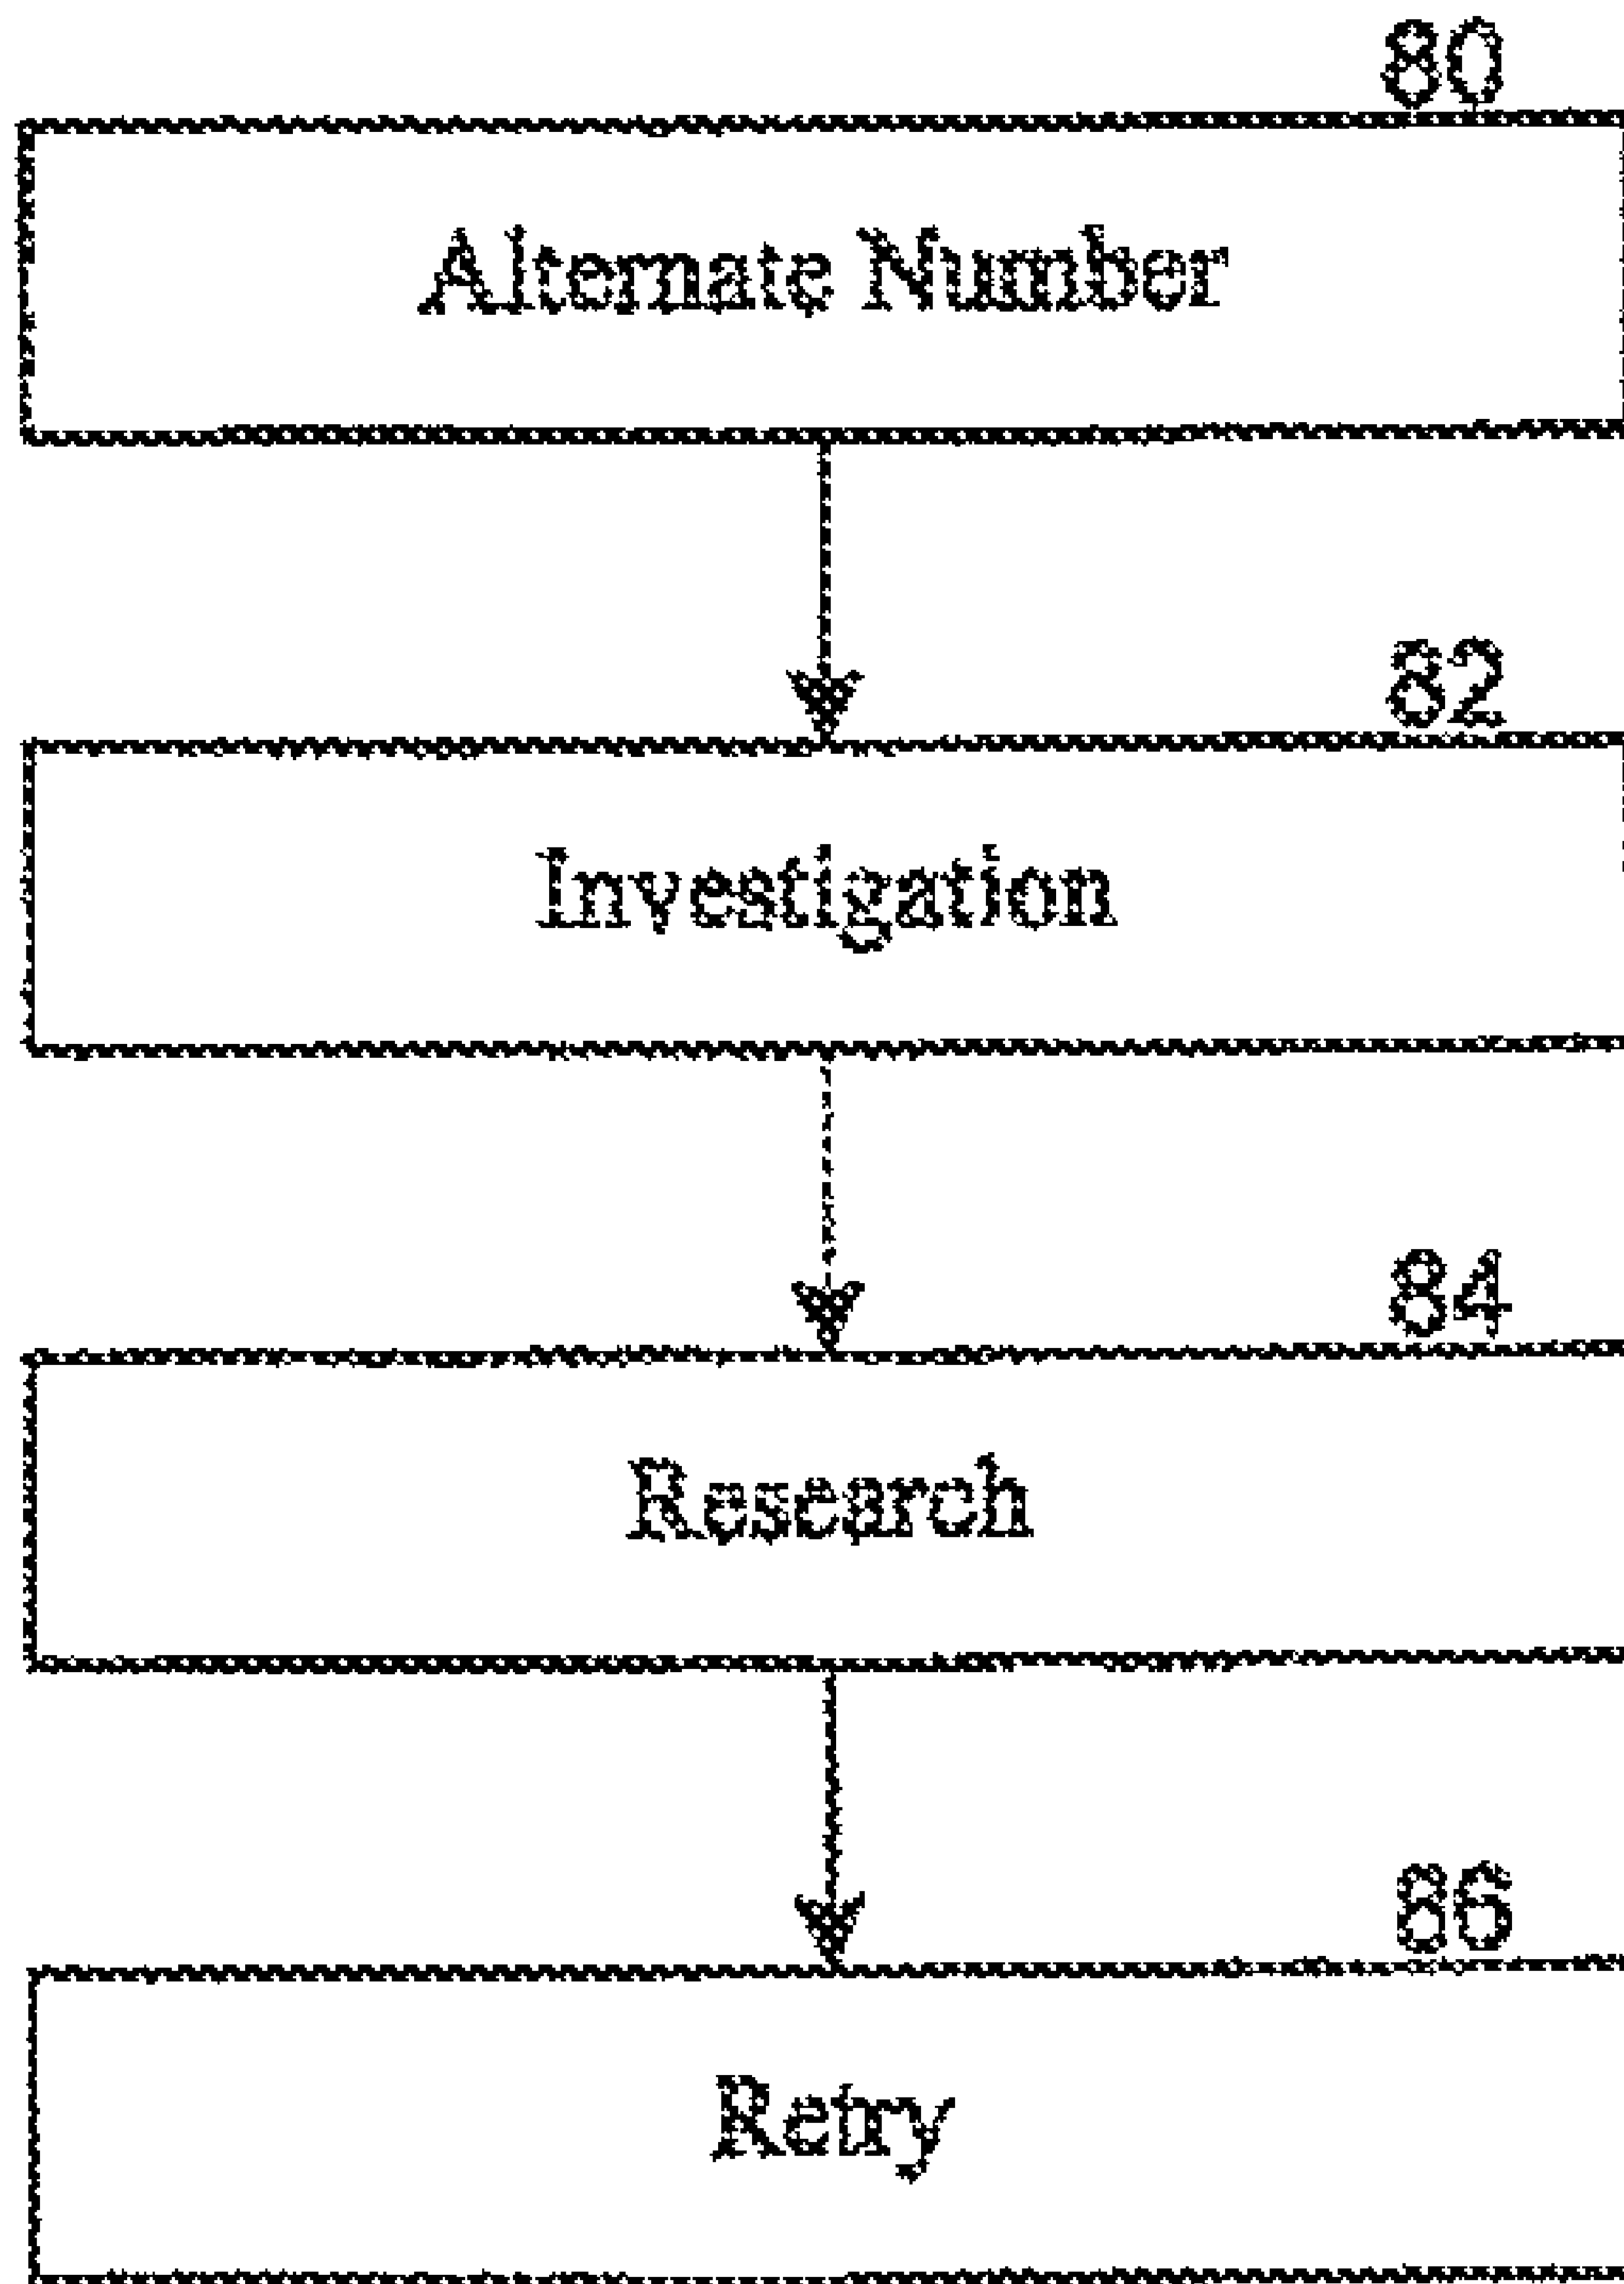 80
Alternate Number
82
Investigation
84
Research
86
Retry